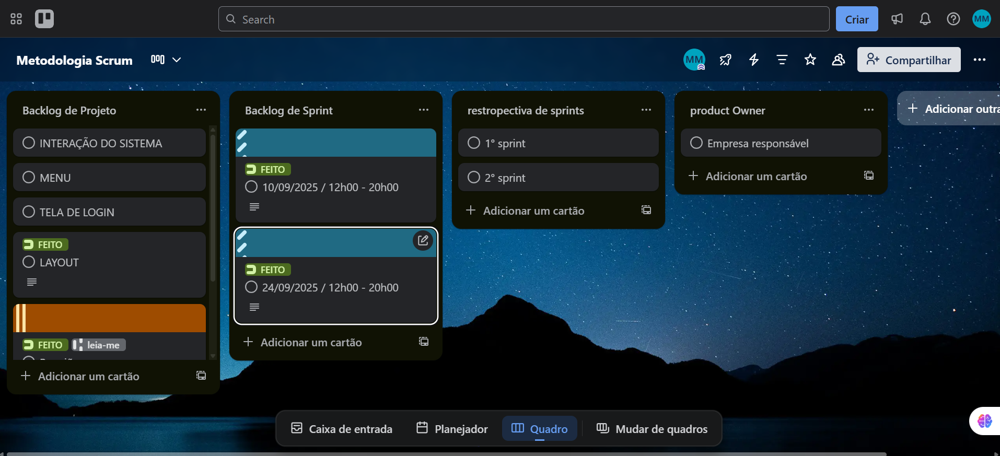 Search
Criar
MM
Metodologia Scrum
MM
Compartilhar
Backlog de Projeto
INTERAÇÃO DO SISTEMA
MENU
TELA DE LOGIN
FEITO
LAYOUT
FEITO leia-me
Adicionar um cartão
Backlog de Sprint
FEITO
10/09/2025 / 12h00 - 20h00
FEITO
24/09/2025 / 12h00 - 20h00
Adicionar um cartão
restropectiva de sprints
1° sprint
2° sprint
Adicionar um cartão
product Owner
Empresa responsável
Adicionar um cartão
Adicionar outra
Caixa de entrada
Planejador
Quadro
Mudar de quadros